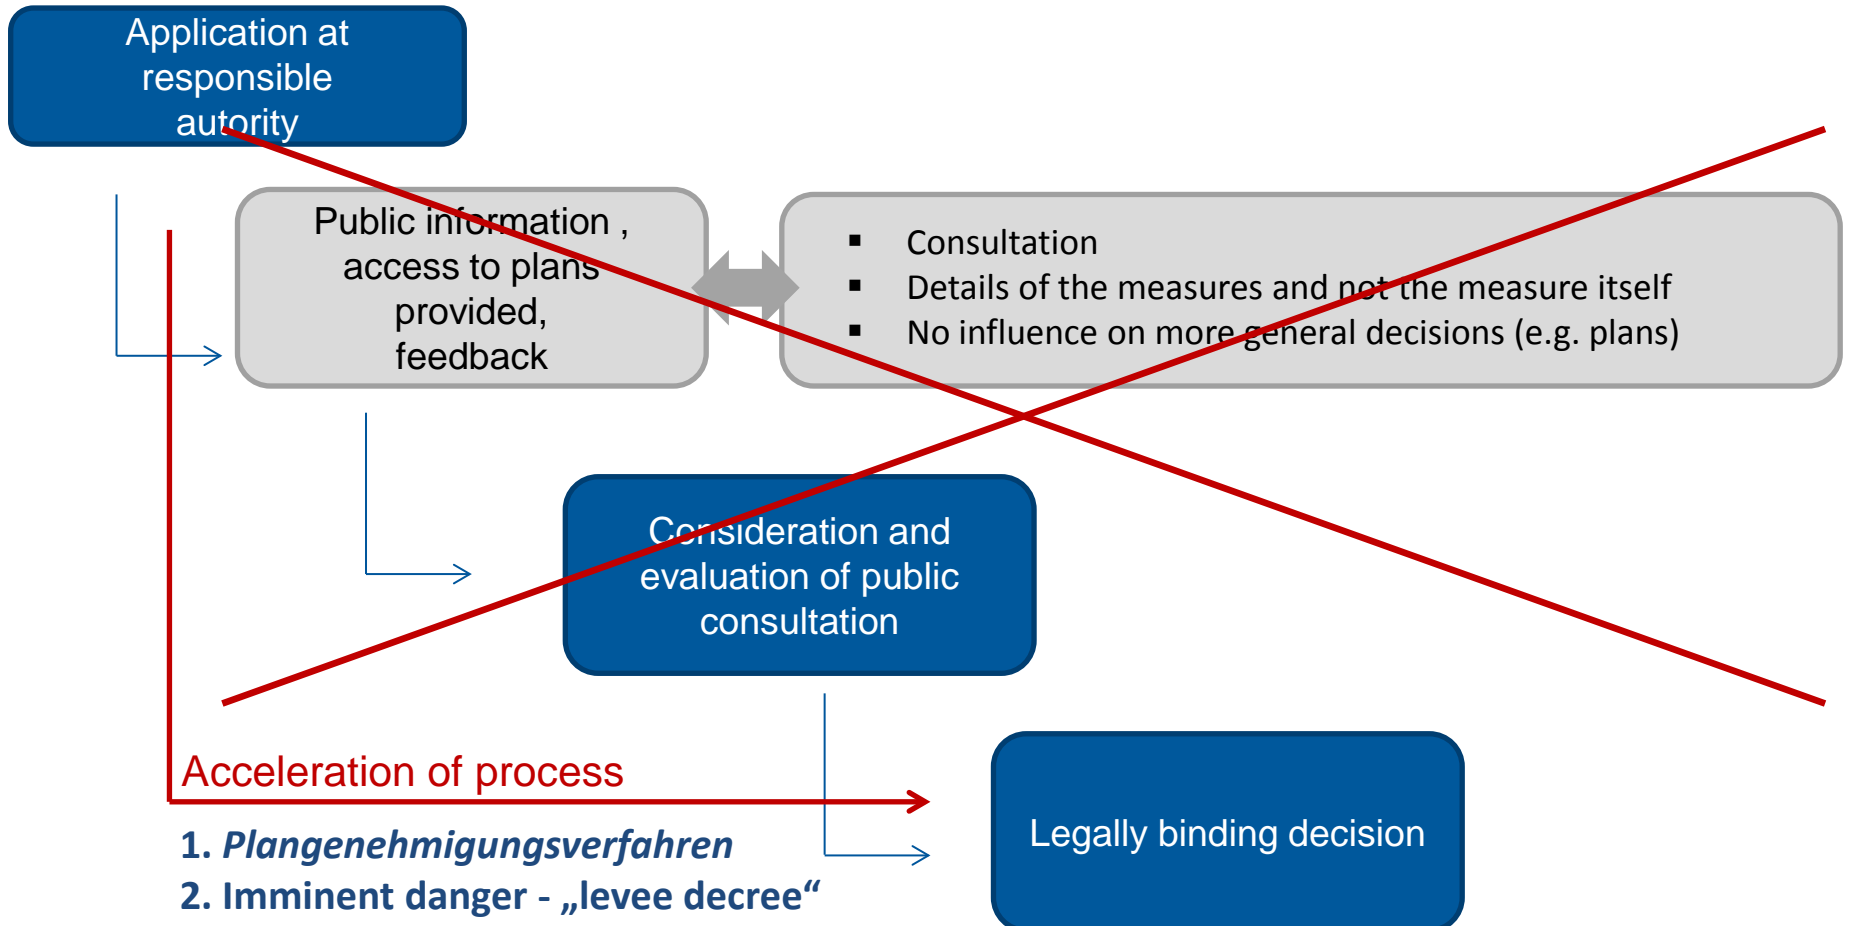 Application at
responsible
autority
Public information ,
access to plans
provided,
feedback
▪ Consultation
▪ Details of the measures and not the measure itself
▪ No influence on more general decisions (e.g. plans)
Consideration and
evaluation of public
consultation
Acceleration of process
1. Plangenehmigungsverfahren
2. Imminent danger - „levee decree“
Legally binding decision